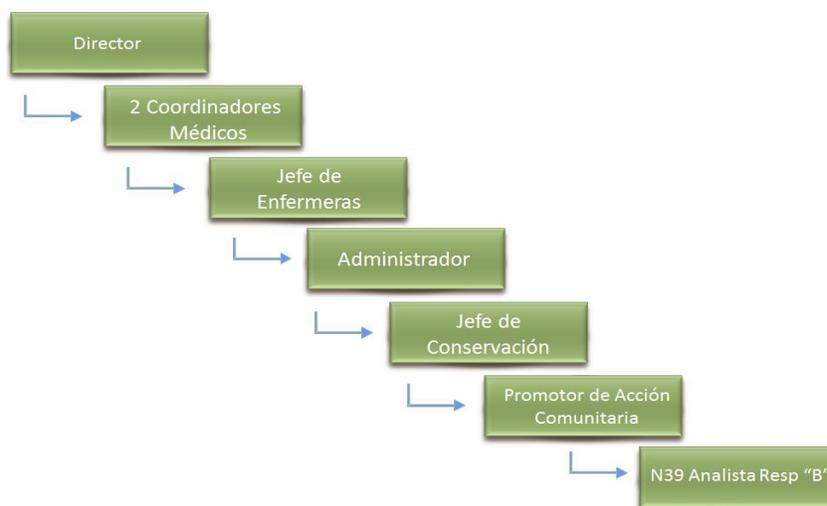 Director
2 Coordinadores
Médicos
Jefe de
Enfermeras
Administrador
Jefe de
Conservación
Promotor de Acción
Comunitaria
N39 Analista Resp “B”